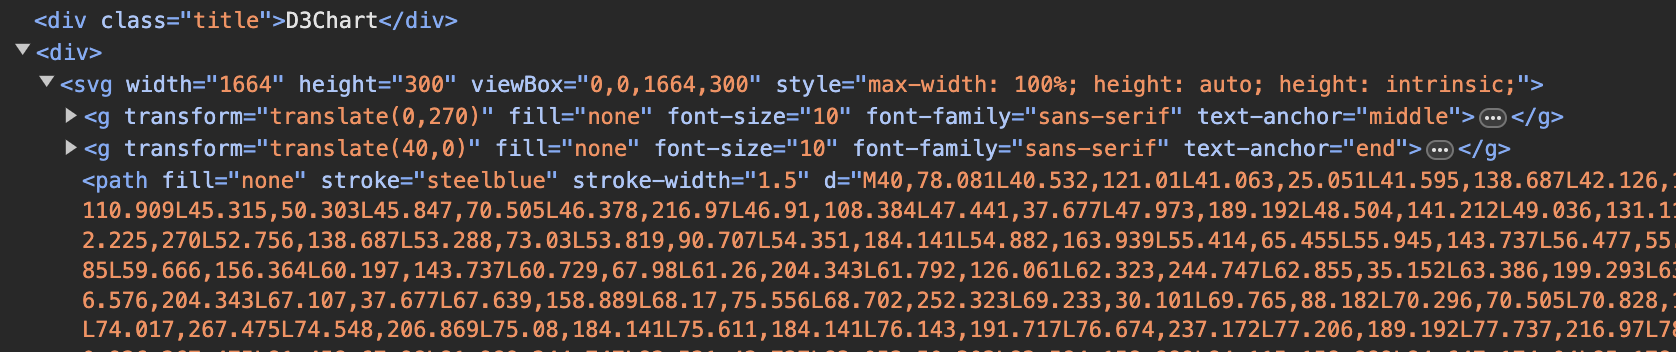 <div class="title">D3Chart</div>
<div>
<svg width="1664" height="300" viewBox="0,0,1664,300" style="max-width: 100%; height: auto; height: intrinsic;">
<g transform="translate(0,270)" fill="none" font-size="10" font-family="sans-serif" text-anchor="middle">…</g>
<g transform="translate(40,0)" fill="none" font-size="10" font-family="sans-serif" text-anchor="end">…</g>
<path fill="none" stroke="steelblue" stroke-width="1.5" d="M40,78.081L40.532,121.01L41.063,25.051L41.595,138.687L42.126,
110.909L45.315,50.303L45.847,70.505L46.378,216.97L46.91,108.384L47.441,37.677L47.973,189.192L48.504,141.212L49.036,131.11
2.225,270L52.756,138.687L53.288,73.03L53.819,90.707L54.351,184.141L54.882,163.939L55.414,65.455L55.945,143.737L56.477,55
85L59.666,156.364L60.197,143.737L60.729,67.98L61.26,204.343L61.792,126.061L62.323,244.747L62.855,35.152L63.386,199.293L63
6.576,204.343L67.107,37.677L67.639,158.889L68.17,75.556L68.702,252.323L69.233,30.101L69.765,88.182L70.296,70.505L70.828,
L74.017,267.475L74.548,206.869L75.08,184.141L75.611,184.141L76.143,191.717L76.674,237.172L77.206,189.192L77.737,216.97L78